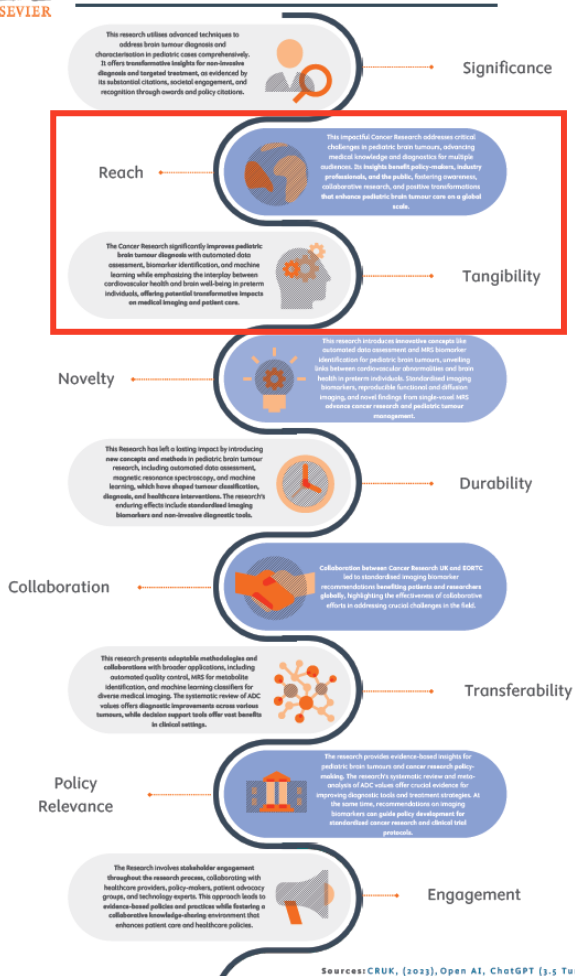 SEVIER
This research utilises advanced techniques to
address brain tumour diagnosis and
characterisation in pediatric cases comprehensively.
It offers transformative insights for non-invasive
diagnosis and targeted treatment, as evidenced by
its substantial citations, societal engagement, and
recognition through awards and policy citations.
Significance
Reach
This impactful Cancer Research addresses critical
challenges in pediatric brain tumours, advancing
medical knowledge and diagnostics for multiple
audiences. Its insights benefit policy-makers, industry
professionals, and the public, fostering awareness,
collaborative research, and positive transformations
that enhance pediatric brain tumour care on a global
scale.
The Cancer Research significantly improves pediatric
brain tumour diagnosis with automated data
assessment, biomarker identification, and machine
learning while emphasizing the interplay between
cardiovascular health and brain well-being in preterm
individuals, offering potential transformative impacts
on medical imaging and patient care.
Tangibility
Novelty
This research introduces innovative concepts like
automated data assessment and MRS biomarker
identification for pediatric brain tumours, unveiling
links between cardiovascular abnormalities and brain
health in preterm individuals. Standardised imaging
biomarkers, reproducible functional and diffusion
imaging, and novel findings from single-voxel MRS
advance cancer research and pediatric tumour
management.
This Research has left a lasting impact by introducing
new concepts and methods in pediatric brain tumour
research, including automated data assessment,
magnetic resonance spectroscopy, and machine
learning, which have shaped tumour classification,
diagnosis, and healthcare interventions. The research's
enduring effects include standardised imaging
biomarkers and non-invasive diagnostic tools.
Durability
Collaboration
Collaboration between Cancer Research UK and EORTC
led to standardised imaging biomarker
recommendations benefiting patients and researchers
globally, highlighting the effectiveness of collaborative
efforts in addressing crucial challenges in the field.
This research presents adaptable methodologies and
collaborations with broader applications, including
automated quality control, MRS for metabolite
identification, and machine learning classifiers for
diverse medical imaging. The systematic review of ADC
values offers diagnostic improvements across various
tumours, while decision support tools offer vast benefits
in clinical settings.
Transferability
Policy
Relevance
The research provides evidence-based insights for
pediatric brain tumours and cancer research policy-
making. The research's systematic review and meta-
analysis of ADC values offer crucial evidence for
improving diagnostic tools and treatment strategies. At
the same time, recommendations on imaging
biomarkers can guide policy development for
standardised cancer research and clinical trial
protocols.
The Research involves stakeholder engagement
throughout the research process, collaborating with
healthcare providers, policy-makers, patient advocacy
groups, and technology experts. This approach leads to
evidence-based policies and practices while fostering a
collaborative knowledge-sharing environment that
enhances patient care and healthcare policies.
Engagement
Sources: CRUK, (2023), Open AI, ChatGPT (3.5 Tu